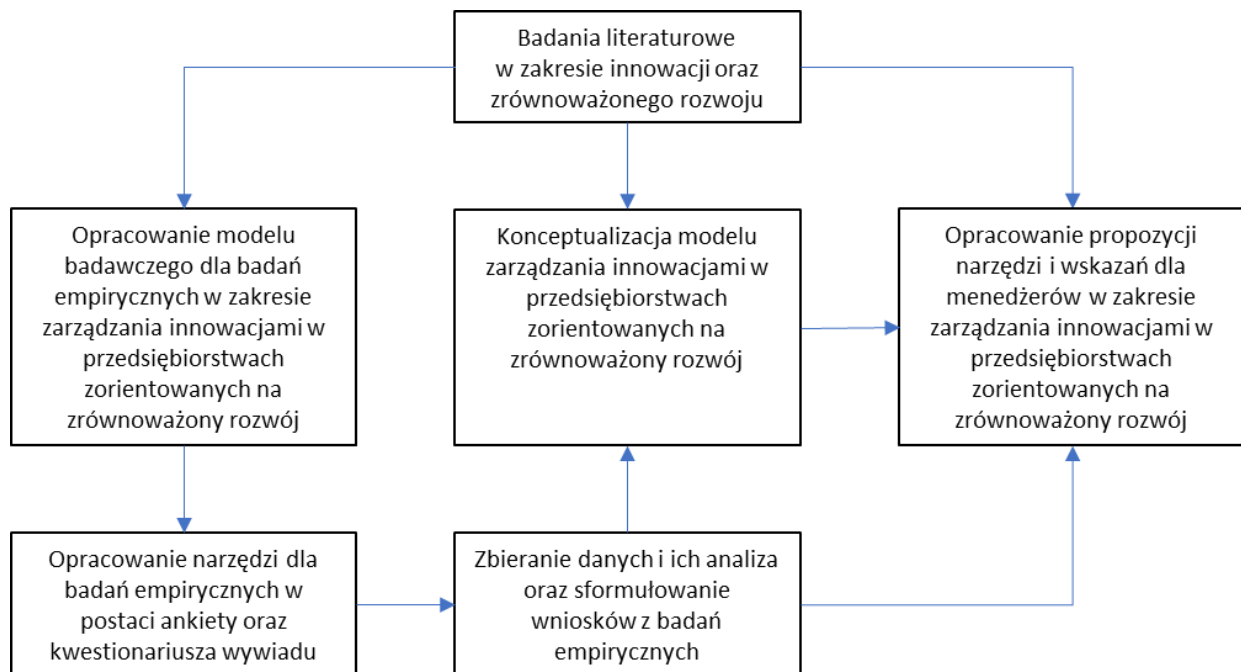 Badania literaturowe
w zakresie innowacji oraz
zrównoważonego rozwoju
Opracowanie modelu
badawczego dla badań
empirycznych w zakresie
zarządzania innowacjami w
przedsiębiorstwach
zorientowanych na
zrównoważony rozwój
Konceptualizacja modelu
zarządzania innowacjami w
przedsiębiorstwach
zorientowanych na
zrównoważony rozwój
Opracowanie propozycji
narzędzi i wskazań dla
menedżerów w zakresie
zarządzania innowacjami w
przedsiębiorstwach
zorientowanych na
zrównoważony rozwój
Opracowanie narzędzi dla
badań empirycznych w
postaci ankiety oraz
kwestionariusza wywiadu
Zbieranie danych i ich analiza
oraz sformułowanie
wniosków z badań
empirycznych